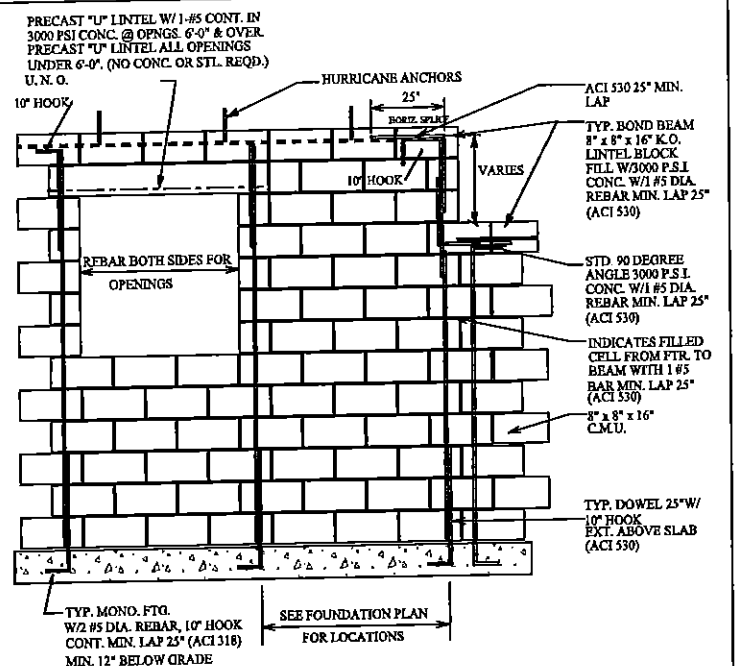 PRECAST "U" LINTEL W/ 1-#5 CONT. IN
3000 PSI CONC. @ OPNGS. 6'-0" & OVER.
PRECAST "U" LINTEL ALL OPENINGS
UNDER 6'-0". (NO CONC. OR STL. REQD.)
U. N. O.
10" HOOK
HURRICANE ANCHORS
25"
HORIZ. SPLICE
10" HOOK
VARIES
REBAR BOTH SIDES FOR
OPENINGS
ACI 530 25" MIN.
LAP
TYP. BOND BEAM
8" x 8" x 16" K.O.
LINTEL BLOCK
FILL W/3000 P.S.I.
CONC. W/1 #5 DIA.
REBAR MIN. LAP 25"
(ACI 530)
STD. 90 DEGREE
ANGLE 3000 P.S.I.
CONC. W/1 #5 DIA.
REBAR MIN. LAP 25"
(ACI 530)
INDICATES FILLED
CELL FROM FTR. TO
BEAM WITH 1 #5
BAR MIN. LAP 25"
(ACI 530)
8" x 8" x 16"
C.M.U.
TYP. DOWEL 25"W/
10" HOOK
EXT. ABOVE SLAB
(ACI 530)
TYP. MONO. FTG.
W/2 #5 DIA. REBAR, 10" HOOK
CONT. MIN. LAP 25" (ACI 318)
MIN. 12" BELOW GRADE
SEE FOUNDATION PLAN
FOR LOCATIONS